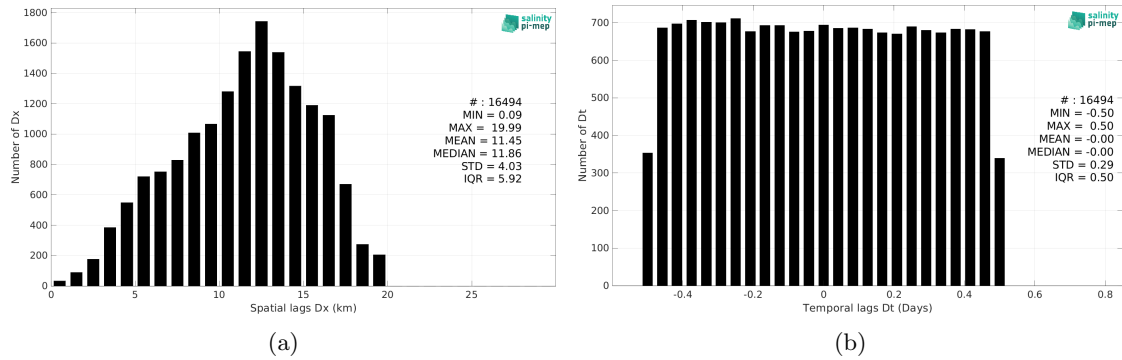 1800
1600
1400
1200
1000
800
600
400
200
0
Number of Dx
0
5
10
15
20
25
Spatial lags Dx (km)
salinity
pi-mep
# : 16494
MIN = 0.09
MAX = 19.99
MEAN = 11.45
MEDIAN = 11.86
STD = 4.03
IQR = 5.92
(a)
700
600
500
400
300
200
100
0
Number of Dt
-0.4
-0.2
0
0.2
0.4
0.6
0.8
Temporal lags Dt (Days)
salinity
pi-mep
# : 16494
MIN = -0.50
MAX = 0.50
MEAN = -0.00
MEDIAN = -0.00
STD = 0.29
IQR = 0.50
(b)